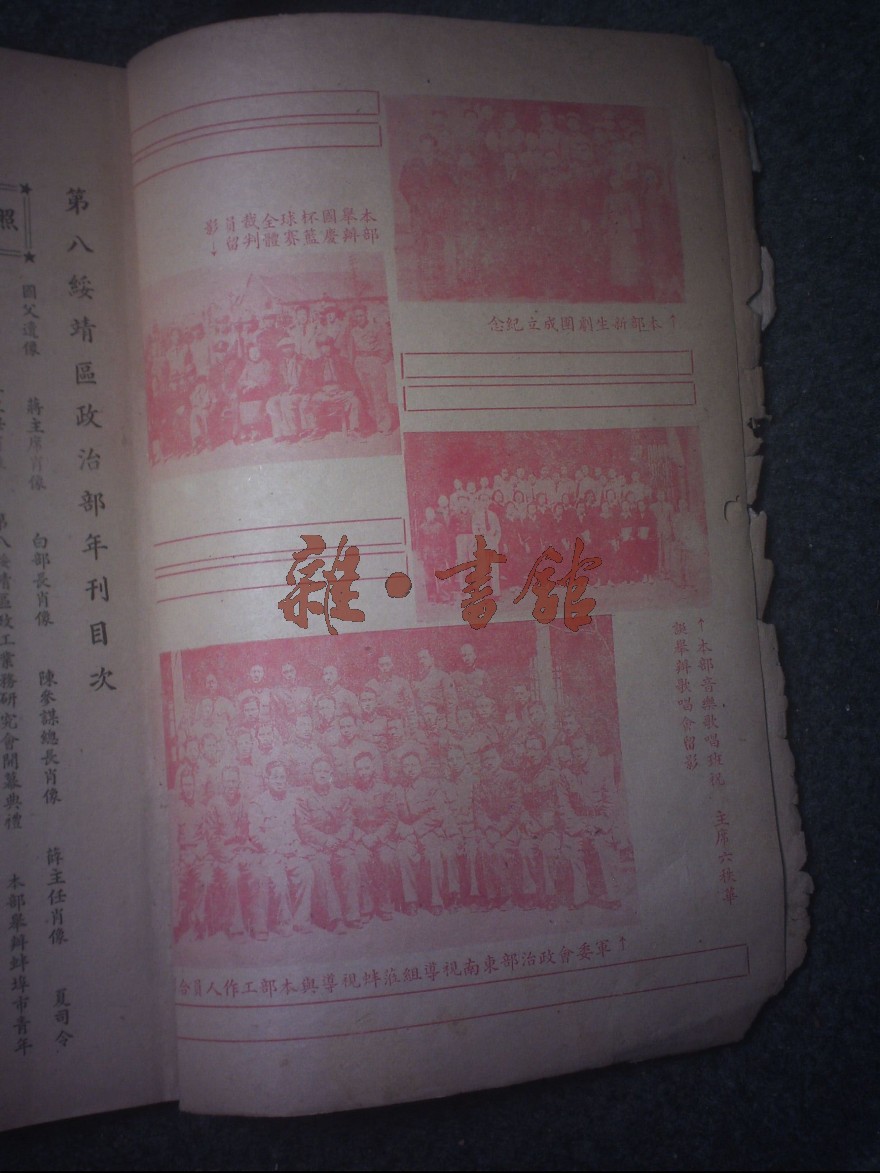 ↑本部新生劇團成立紀念
本部舉辦國慶杯籃球賽全體裁判員留影↓
↑本部音樂歌唱班祝 主席六秩華
誕舉辦歌唱會留影
↑軍委會政治部東南視導組蒞蚌視導與本部工作人員合
第八綏靖區政治部年刊目次
照
國父遺像 蔣主席肖像 白部長肖像 陳參謀總長肖像 薛主任肖像 夏司令
第八綏靖區政工業務研究會開幕典禮 本部舉辦蚌埠市青年
雜·書館